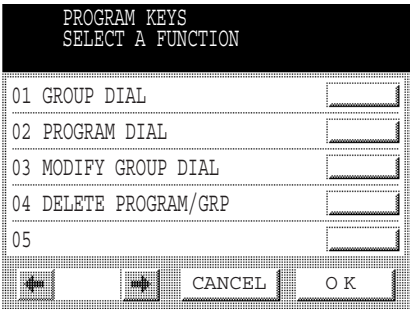 PROGRAM KEYS
SELECT A FUNCTION
01 GROUP DIAL
02 PROGRAM DIAL
03 MODIFY GROUP DIAL
04 DELETE PROGRAM/GRP
05
CANCEL OK